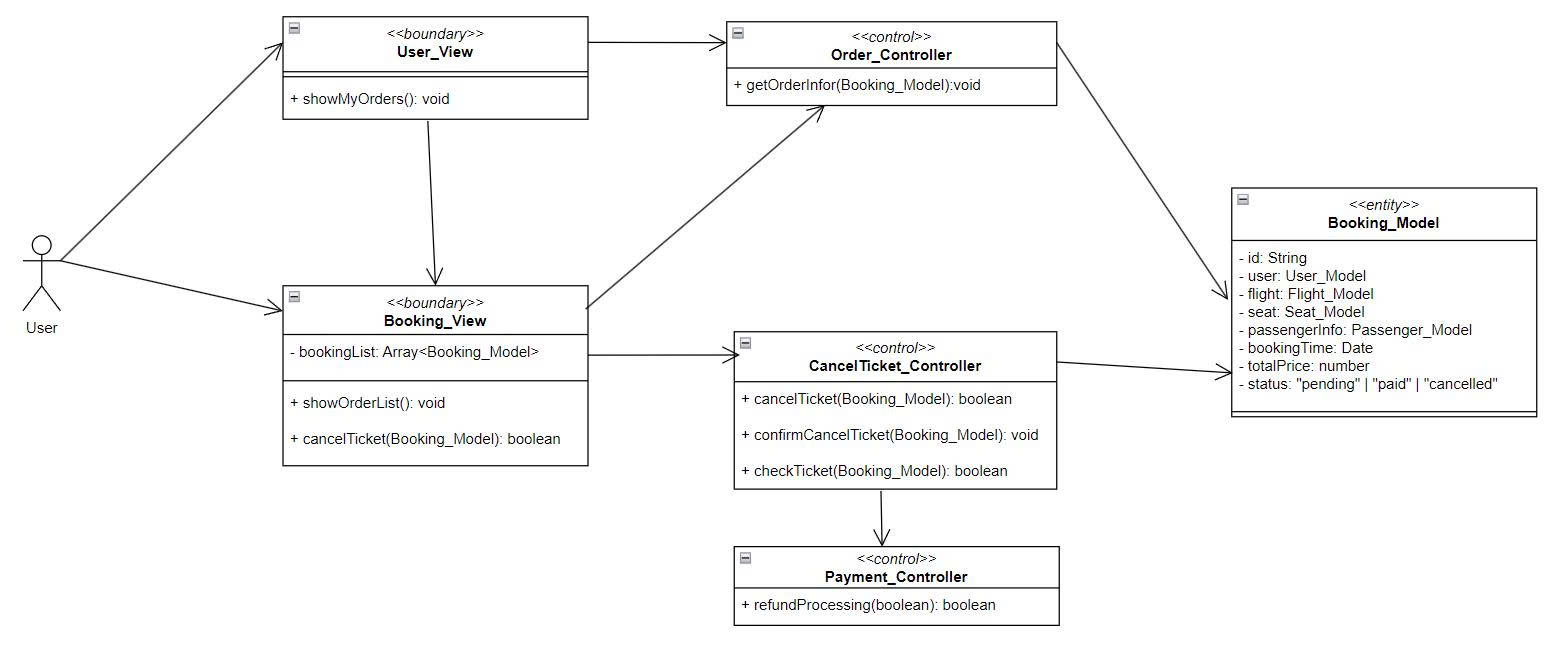 <<boundary>>
User_View
+ showMyOrders(): void
<<control>>
Order_Controller
+ getOrderInfor(Booking_Model):void
<<entity>>
Booking_Model
- id: String
- user: User_Model
- flight: Flight_Model
- seat: Seat_Model
- passengerInfo: Passenger_Model
- bookingTime: Date
- totalPrice: number
- status: "pending" | "paid" | "cancelled"
User
<<boundary>>
Booking_View
- bookingList: Array<Booking_Model>
+ showOrderList(): void
+ cancelTicket(Booking_Model): boolean
<<control>>
CancelTicket_Controller
+ cancelTicket(Booking_Model): boolean
+ confirmCancelTicket(Booking_Model): void
+ checkTicket(Booking_Model): boolean
<<control>>
Payment_Controller
+ refundProcessing(boolean): boolean